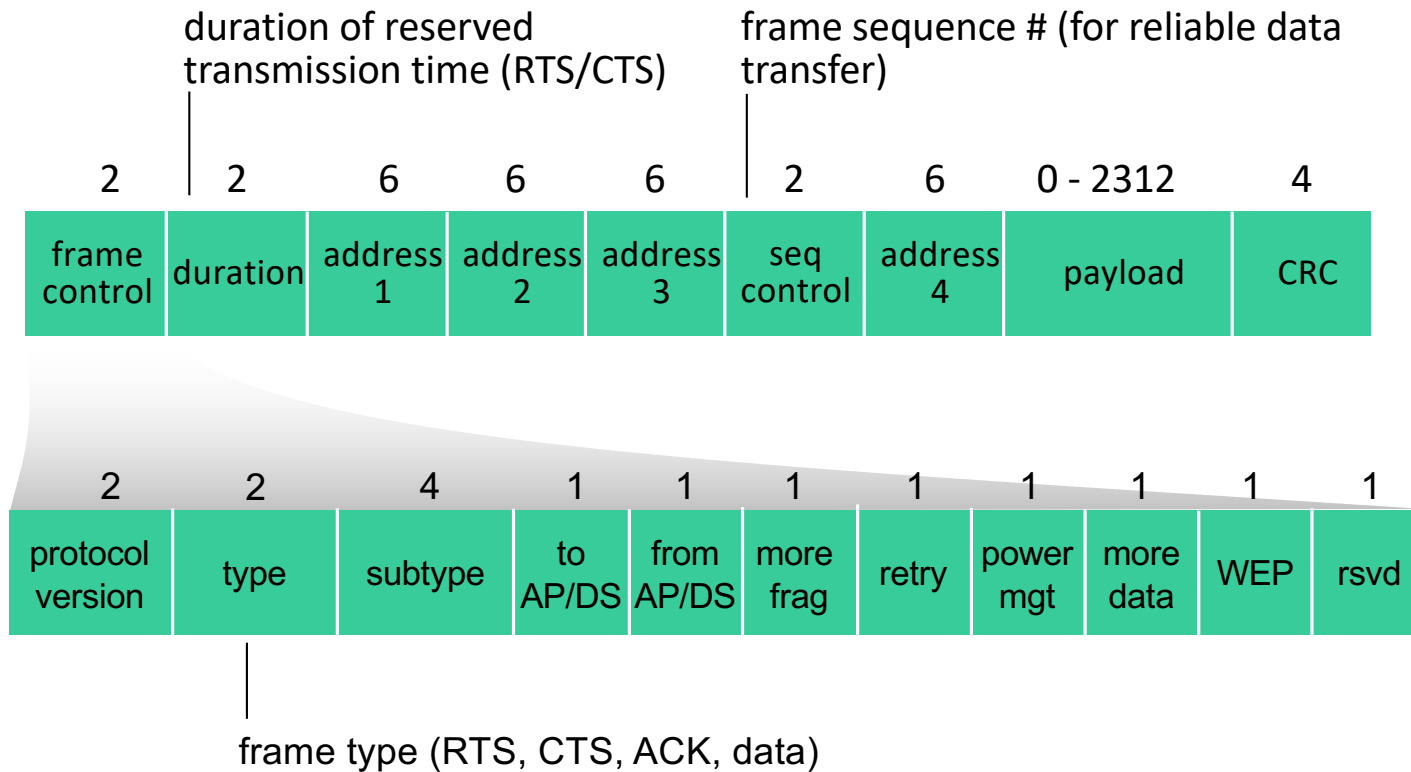 duration of reserved
transmission time (RTS/CTS)
frame sequence # (for reliable data
transfer)
2 2 6 6 6 2 6 0 - 2312 4
frame
control
duration
address
1
address
2
address
3
seq
control
address
4
payload
CRC
2 2 4 1 1 1 1 1 1 1 1
protocol
version
type
subtype
to
AP/DS
from
AP/DS
more
frag
retry
power
mgt
more
data
WEP
rsvd
frame type (RTS, CTS, ACK, data)